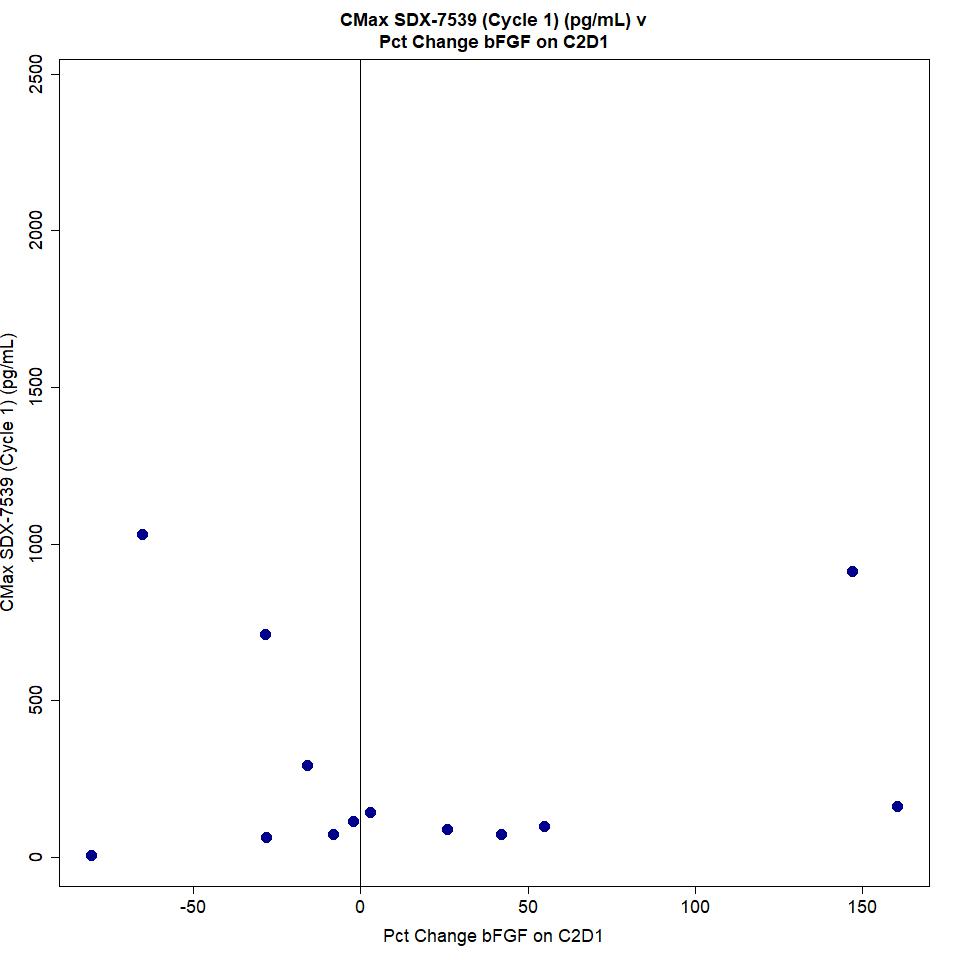 CMax SDX-7539 (Cycle 1) (pg/mL) v
Pct Change bFGF on C2D1
CMax SDX-7539 (Cycle 1) (pg/mL)
2500
2000
1500
1000
500
0
-50
0
50
100
150
Pct Change bFGF on C2D1